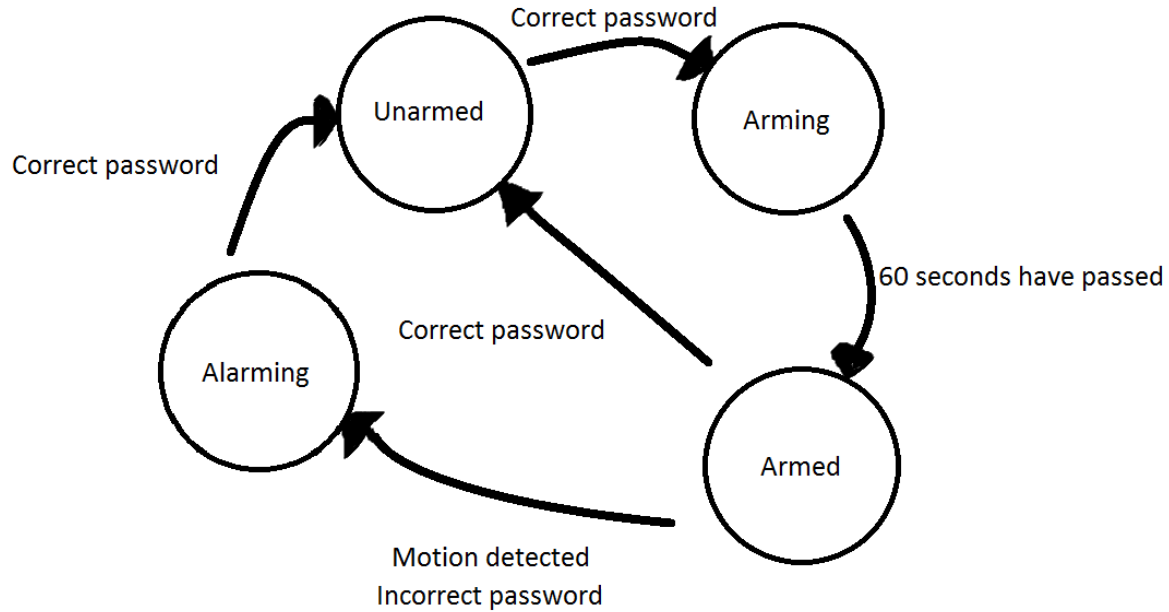 Correct password
Unarmed
Arming
Correct password
60 seconds have passed
Correct password
Alarming
Armed
Motion detected
Incorrect password